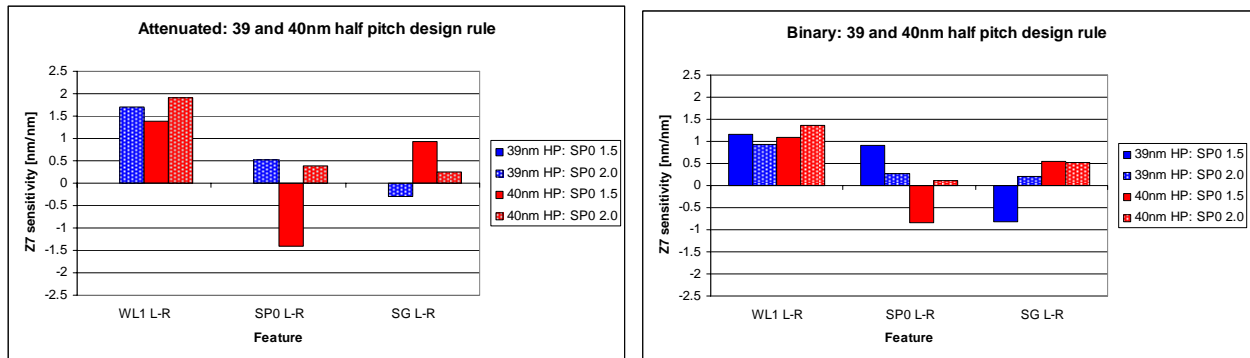 Attenuated: 39 and 40nm half pitch design rule
2.5
2
1.5
1
0.5
0
-0.5
-1
-1.5
-2
-2.5
Z7 sensitivity [nm/nm]
WL1 L-R
SP0 L-R
SG L-R
Feature
39nm HP: SP0 1.5
39nm HP: SP0 2.0
40nm HP: SP0 1.5
40nm HP: SP0 2.0
Binary: 39 and 40nm half pitch design rule
2.5
2
1.5
1
0.5
0
-0.5
-1
-1.5
-2
-2.5
Z7 sensitivity [nm/nm]
WL1 L-R
SP0 L-R
SG L-R
Feature
39nm HP: SP0 1.5
39nm HP: SP0 2.0
40nm HP: SP0 1.5
40nm HP: SP0 2.0